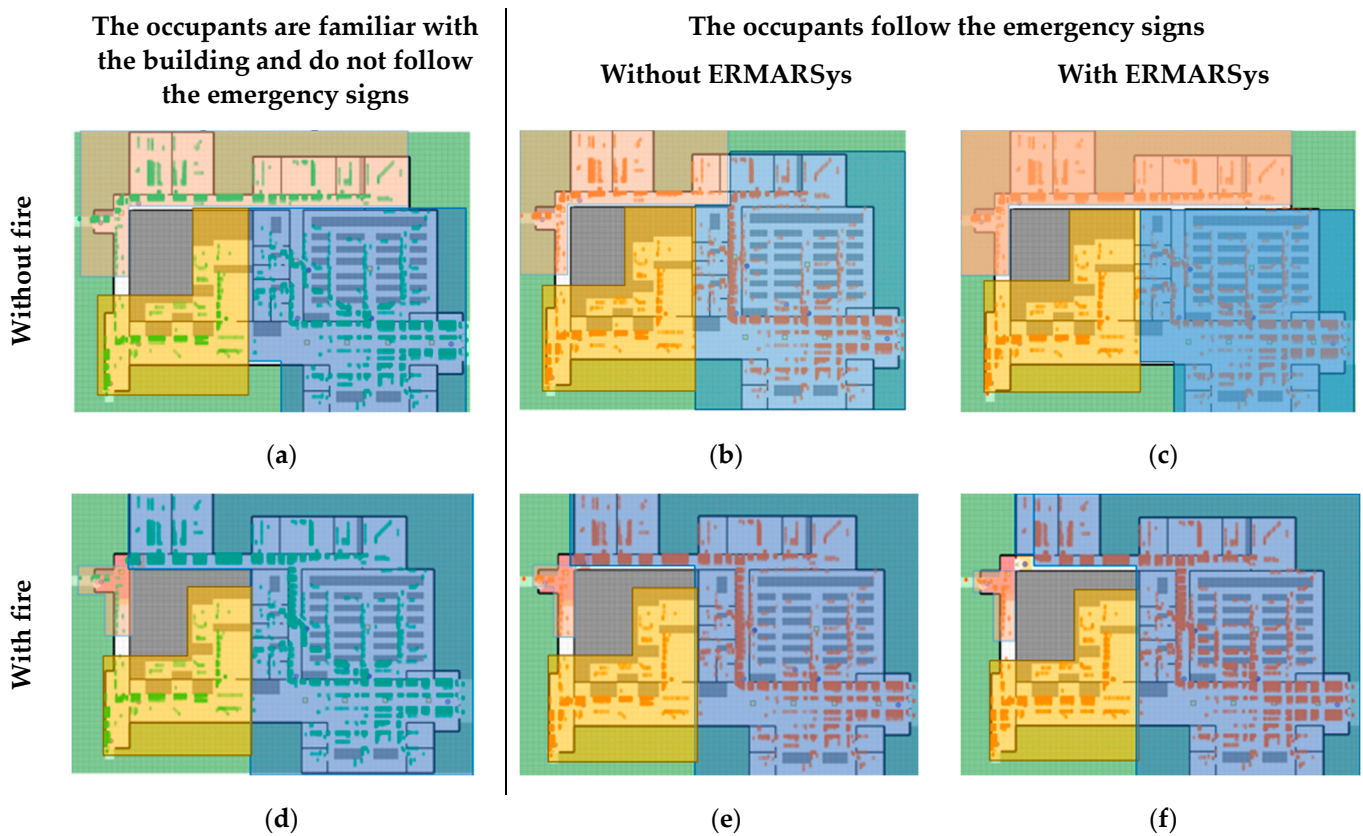 The occupants are familiar with
the building and do not follow
the emergency signs
The occupants follow the emergency signs
Without ERMARSys
With ERMARSys
Without fire
(a)
(b)
(c)
With fire
(d)
(e)
(f)